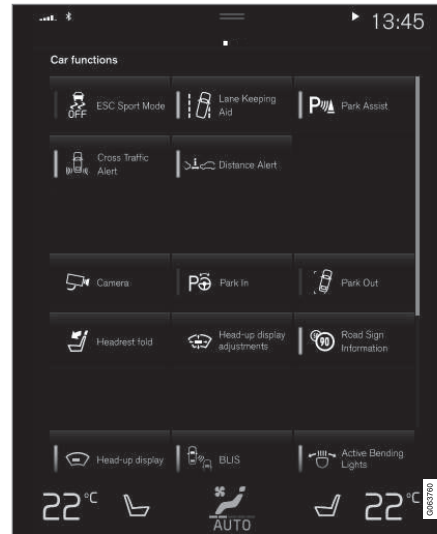 13:45
Car functions
OFF
ESC Sport Mode
Lane Keeping
Aid
P
Park Assist
Cross Traffic
Alert
Distance Alert
Camera
P
Park In
Park Out
Headrest fold
Head-up display
adjustments
90
Road Sign
Information
Head-up display
BLIS
Active Bending
Lights
22°C
AUTO
22°C
G063760